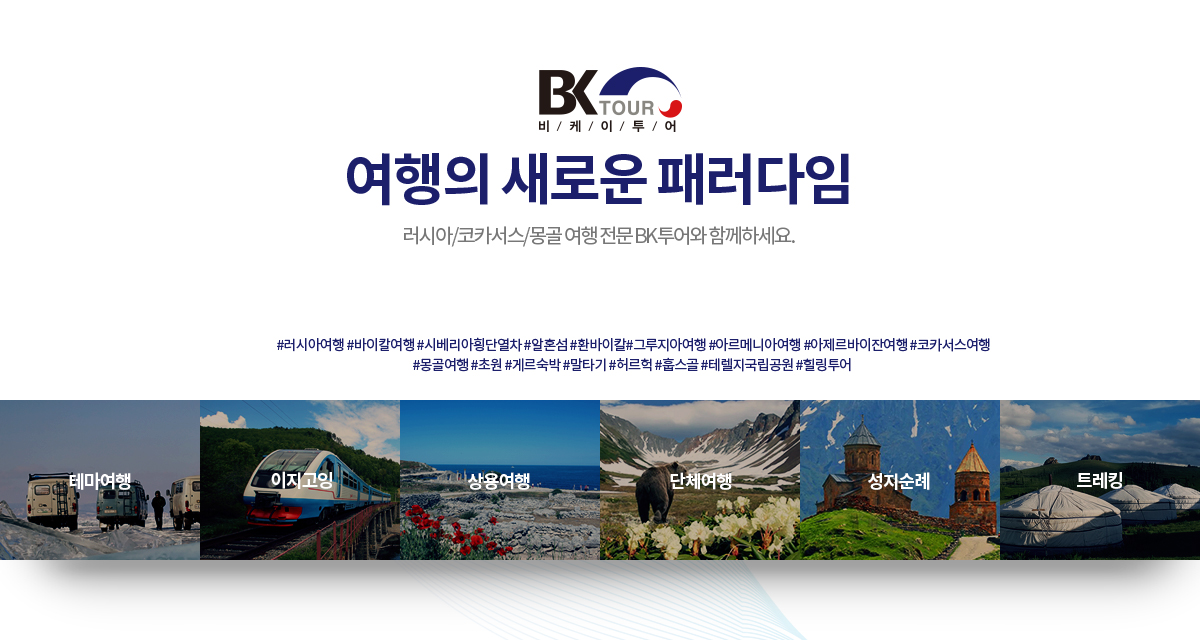 BK
TOUR
비/케이/투/어
여행의 새로운 패러다임
러시아/코카서스/몽골 여행 전문 BK투어와 함께하세요.
#러시아여행 #바이칼여행 #시베리아횡단열차 #알혼섬 #환바이칼#그루지아여행 #아르메니아여행 #아제르바이잔여행 #코카서스여행
#몽골여행 #초원 #게르숙박 #말타기 #허르헉 #홉스골 #테렐지국립공원 #힐링투어
테마여행
이지고잉
상용여행
단체여행
성지순례
트레킹